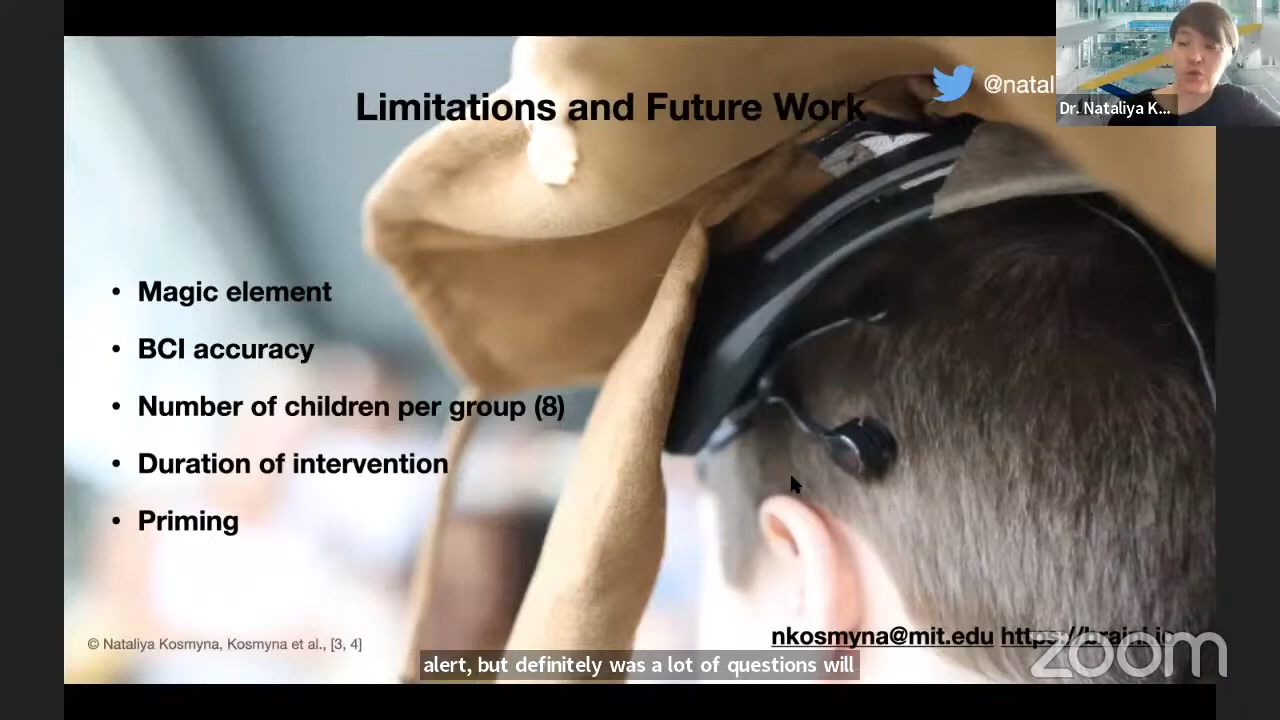 Limitations and Future Work
@natal
Dr. Nataliya K...
• Magic element
• BCI accuracy
• Number of children per group (8)
• Duration of intervention
• Priming
© Nataliya Kosmyna, Kosmyna et al., [3, 4]
nkosmyna@mit.edu
zoom
alert, but definitely was a lot of questions will